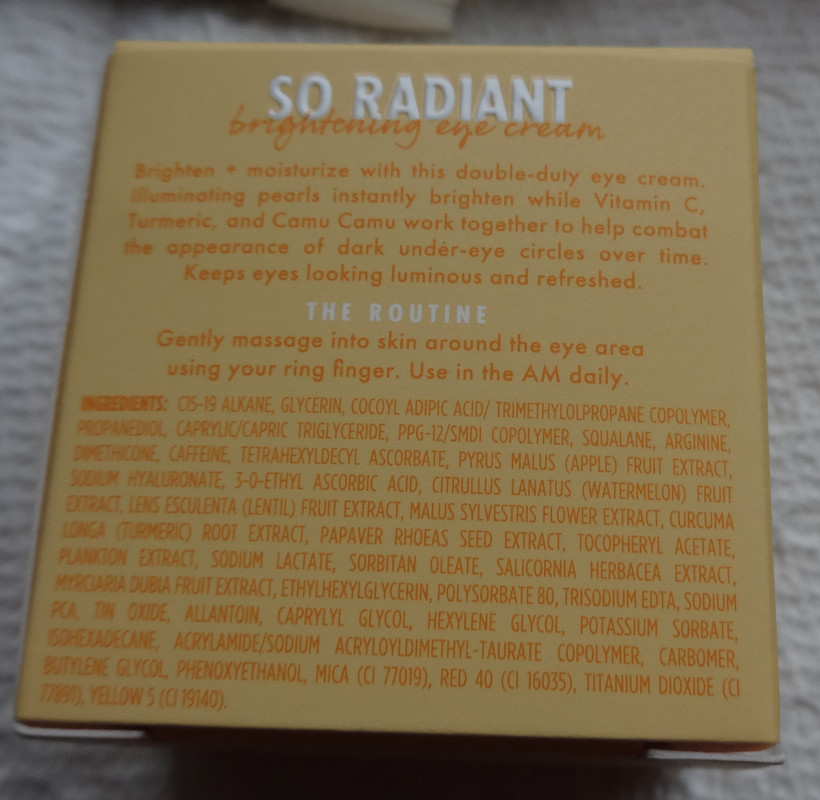 SO RADIANT
brightening eye cream
Brighten + moisturize with this double-duty eye cream.
Illuminating pearls instantly brighten while Vitamin C,
Turmeric, and Camu Camu work together to help combat
the appearance of dark under-eye circles over time.
Keeps eyes looking luminous and refreshed.
THE ROUTINE
Gently massage into skin around the eye area
using your ring finger. Use in the AM daily.
INGREDIENTS: C15-19 ALKANE, GLYCERIN, COCOYL ADIPIC ACID/ TRIMETHYLOLPROPANE COPOLYMER,
PROPANEDIOL, CAPRYLIC/CAPRIC TRIGLYCERIDE, PPG-12/SMDI COPOLYMER, SQUALANE, ARGININE,
DIMETHICONE, CAFFEINE, TETRAHEXYLDECYL ASCORBATE, PYRUS MALUS (APPLE) FRUIT EXTRACT,
SODIUM HYALURONATE, 3-O-ETHYL ASCORBIC ACID, CITRULLUS LANATUS (WATERMELON) FRUIT
EXTRACT, LENS ESCULENTA (LENTIL) FRUIT EXTRACT, MALUS SYLVESTRIS FLOWER EXTRACT, CURCUMA
LONGA (TURMERIC) ROOT EXTRACT, PAPAVER RHOEAS SEED EXTRACT, TOCOPHERYL ACETATE,
PLANKTON EXTRACT, SODIUM LACTATE, SORBITAN OLEATE, SALICORNIA HERBACEA EXTRACT,
MYRCIARIA DUBIA FRUIT EXTRACT, ETHYLHEXYLGLYCERIN, POLYSORBATE 80, TRISODIUM EDTA, SODIUM
PCA, TIN OXIDE, ALLANTOIN, CAPRYLYL GLYCOL, HEXYLENE GLYCOL, POTASSIUM SORBATE,
ISOHEXADECANE, ACRYLAMIDE/SODIUM ACRYLOYLDIMETHYL-TAURATE COPOLYMER, CARBOMER,
BUTYLENE GLYCOL, PHENOXYETHANOL, MICA (CI 77019), RED 40 (CI 16035), TITANIUM DIOXIDE (CI
77891), YELLOW 5 (CI 19140).